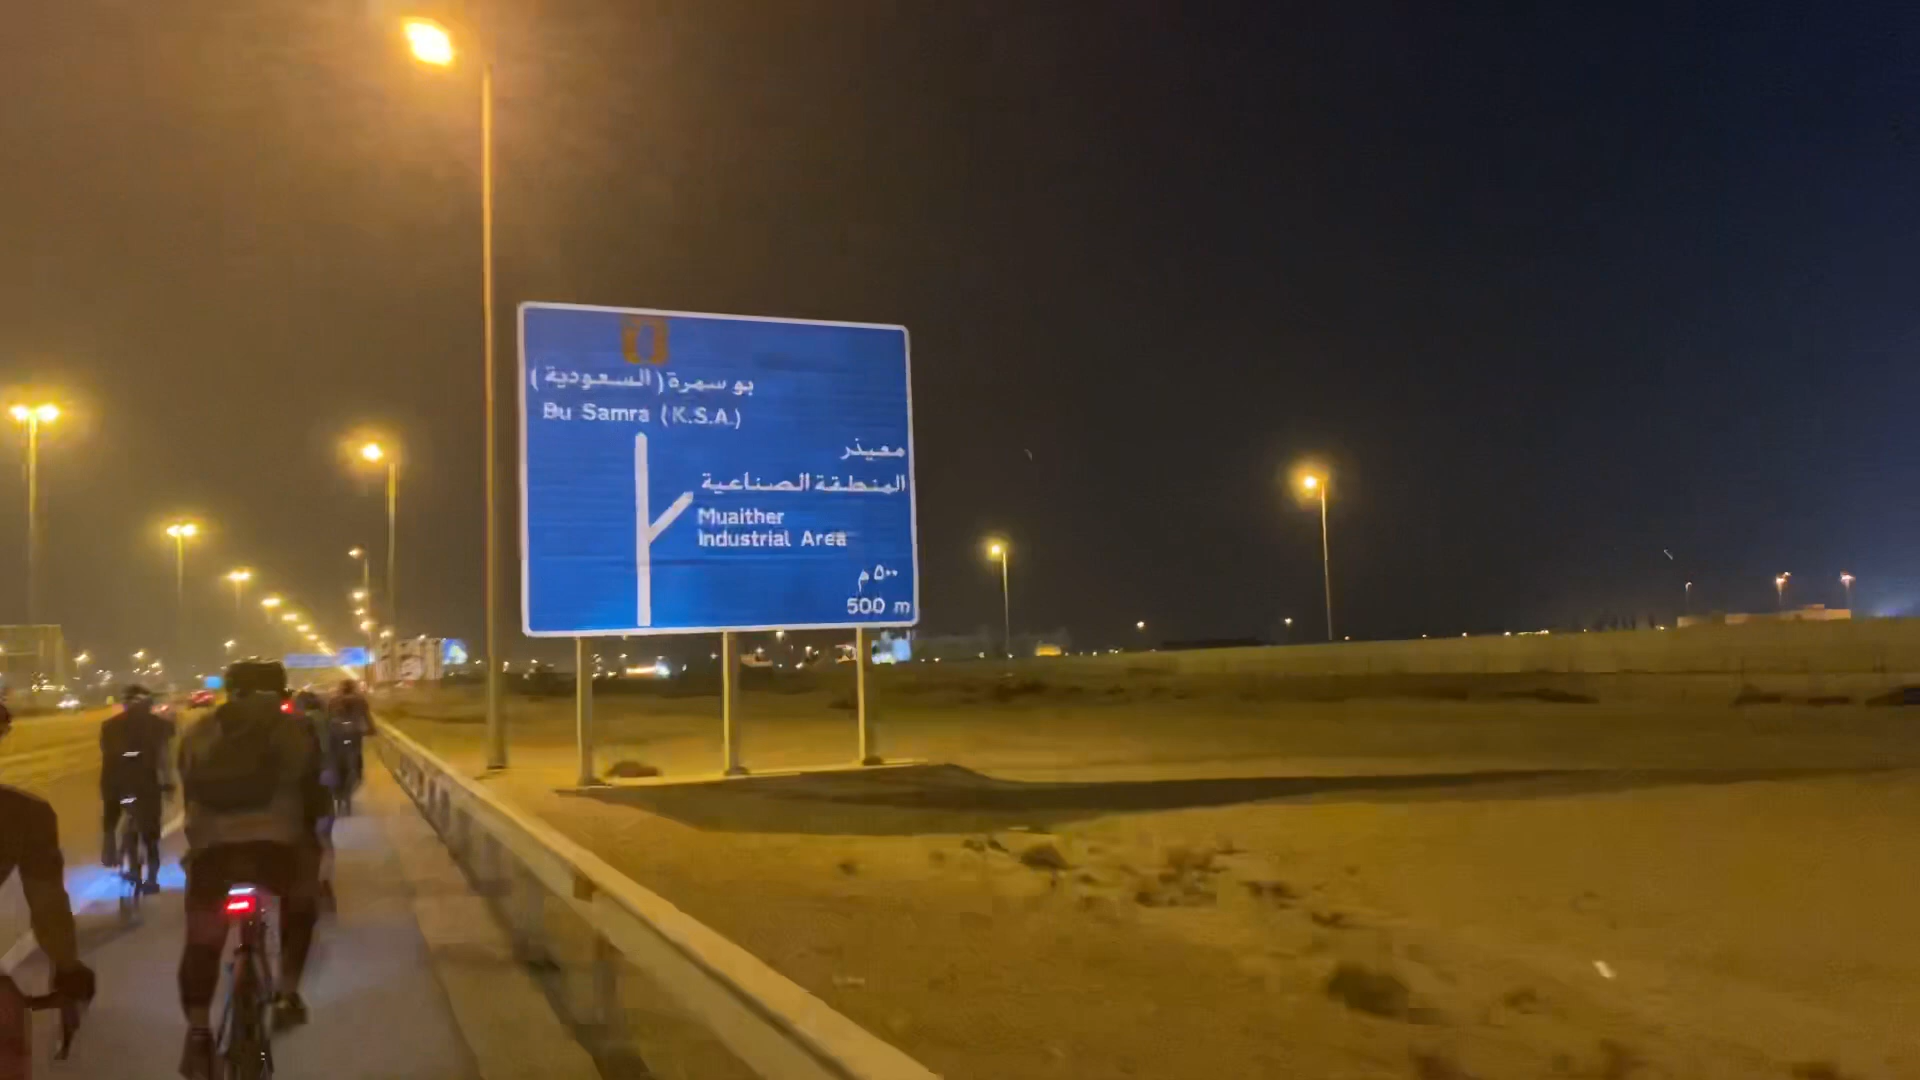 بو سمرة (السعودية)
Bu Samra (K.S.A.)
معيذر
المنطقة الصناعية
Muaither
Industrial Area
٥٠٠ م
500 m